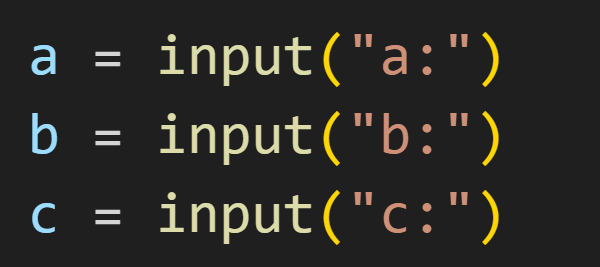 a = input("a:")
b = input("b:")
c = input("c:")